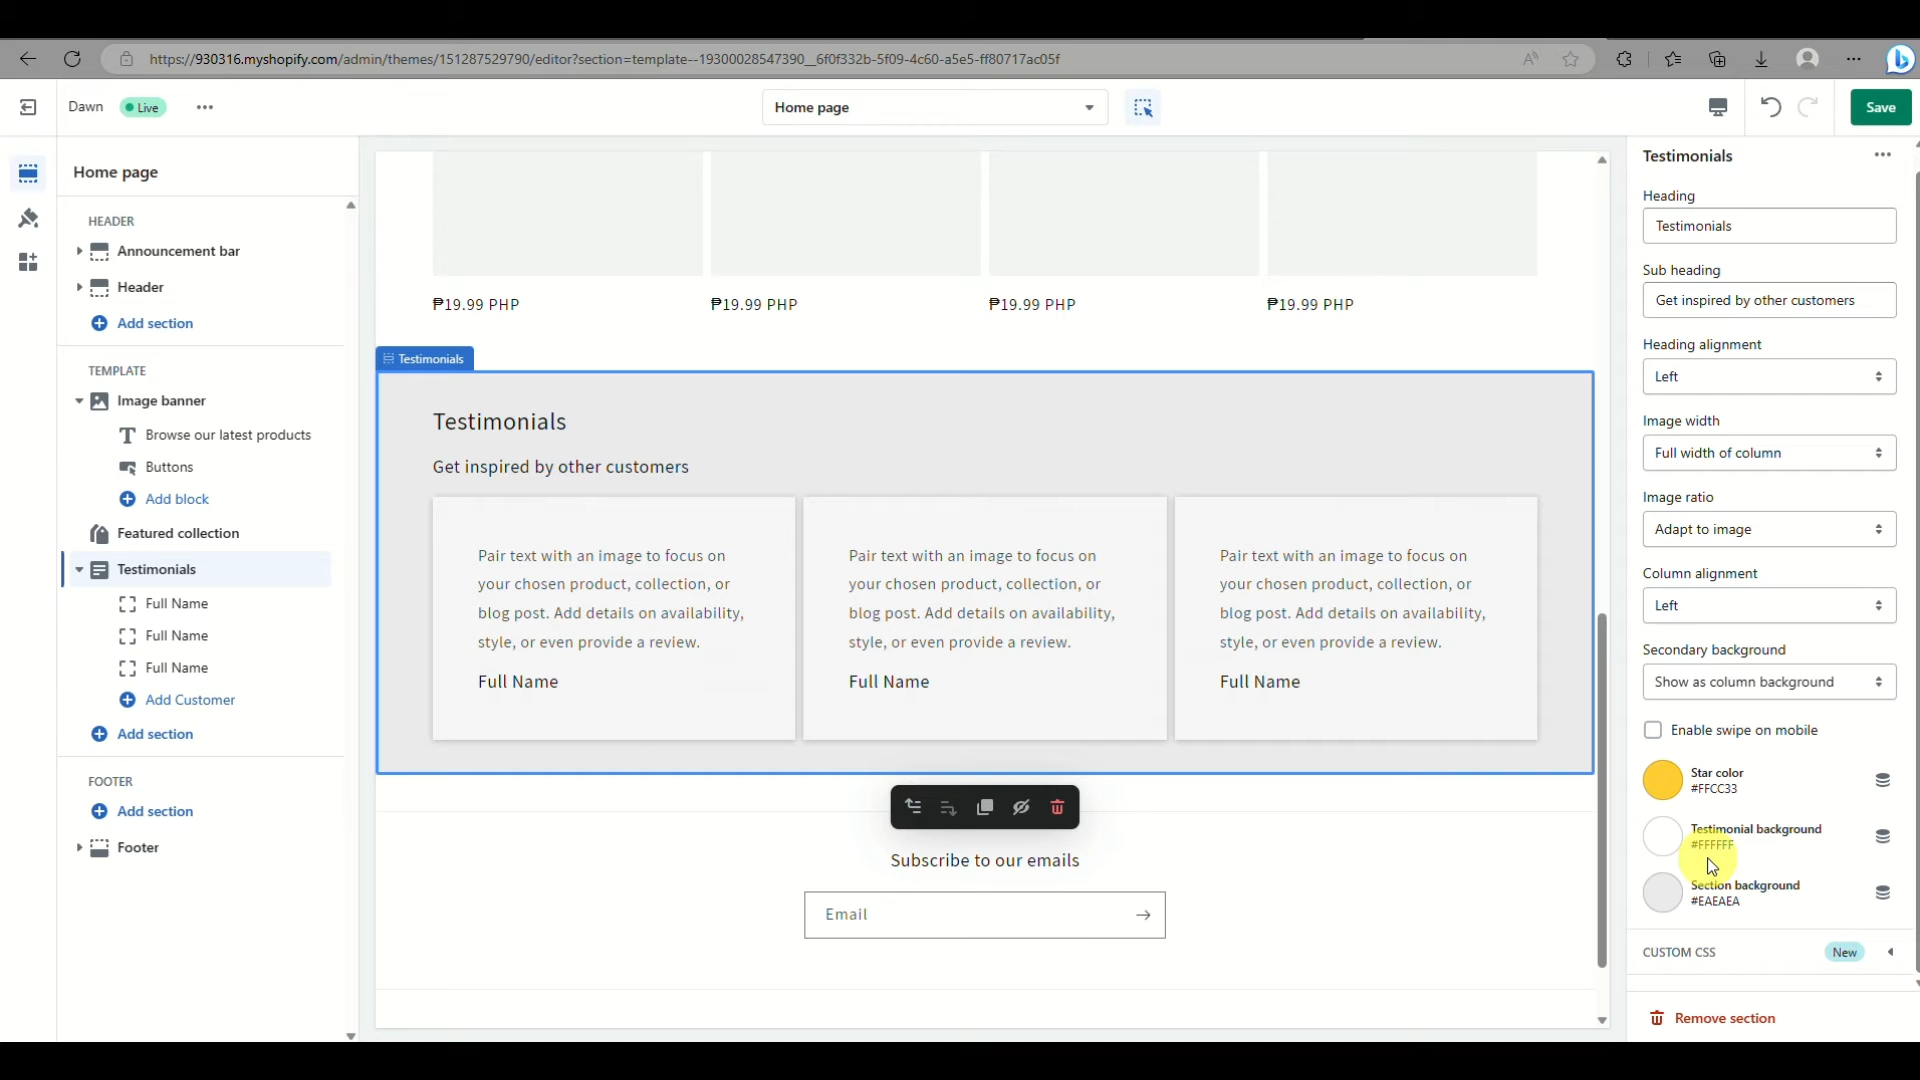 https://930316.myshopify.com/admin/themes/151287529790/editor?section=template--19300028547390__6f0f332b-5f09-4c60-a5e5-ff80717ac05f
Dawn
Live
Home page
Save
Home page
HEADER
Announcement bar
Header
Add section
TEMPLATE
Image banner
Browse our latest products
Buttons
Add block
Featured collection
Testimonials
Full Name
Full Name
Full Name
Add Customer
Add section
FOOTER
Add section
Footer
₱19.99 PHP
₱19.99 PHP
₱19.99 PHP
₱19.99 PHP
Testimonials
Testimonials
Get inspired by other customers
Pair text with an image to focus on
your chosen product, collection, or
blog post. Add details on availability,
style, or even provide a review.
Full Name
Pair text with an image to focus on
your chosen product, collection, or
blog post. Add details on availability,
style, or even provide a review.
Full Name
Pair text with an image to focus on
your chosen product, collection, or
blog post. Add details on availability,
style, or even provide a review.
Full Name
Subscribe to our emails
Email
Testimonials
Heading
Testimonials
Sub heading
Get inspired by other customers
Heading alignment
Left
Image width
Full width of column
Image ratio
Adapt to image
Column alignment
Left
Secondary background
Show as column background
Enable swipe on mobile
Star color
#FFCC33
Testimonial background
#FFFFFF
Section background
#EAEAEA
CUSTOM CSS
New
Remove section